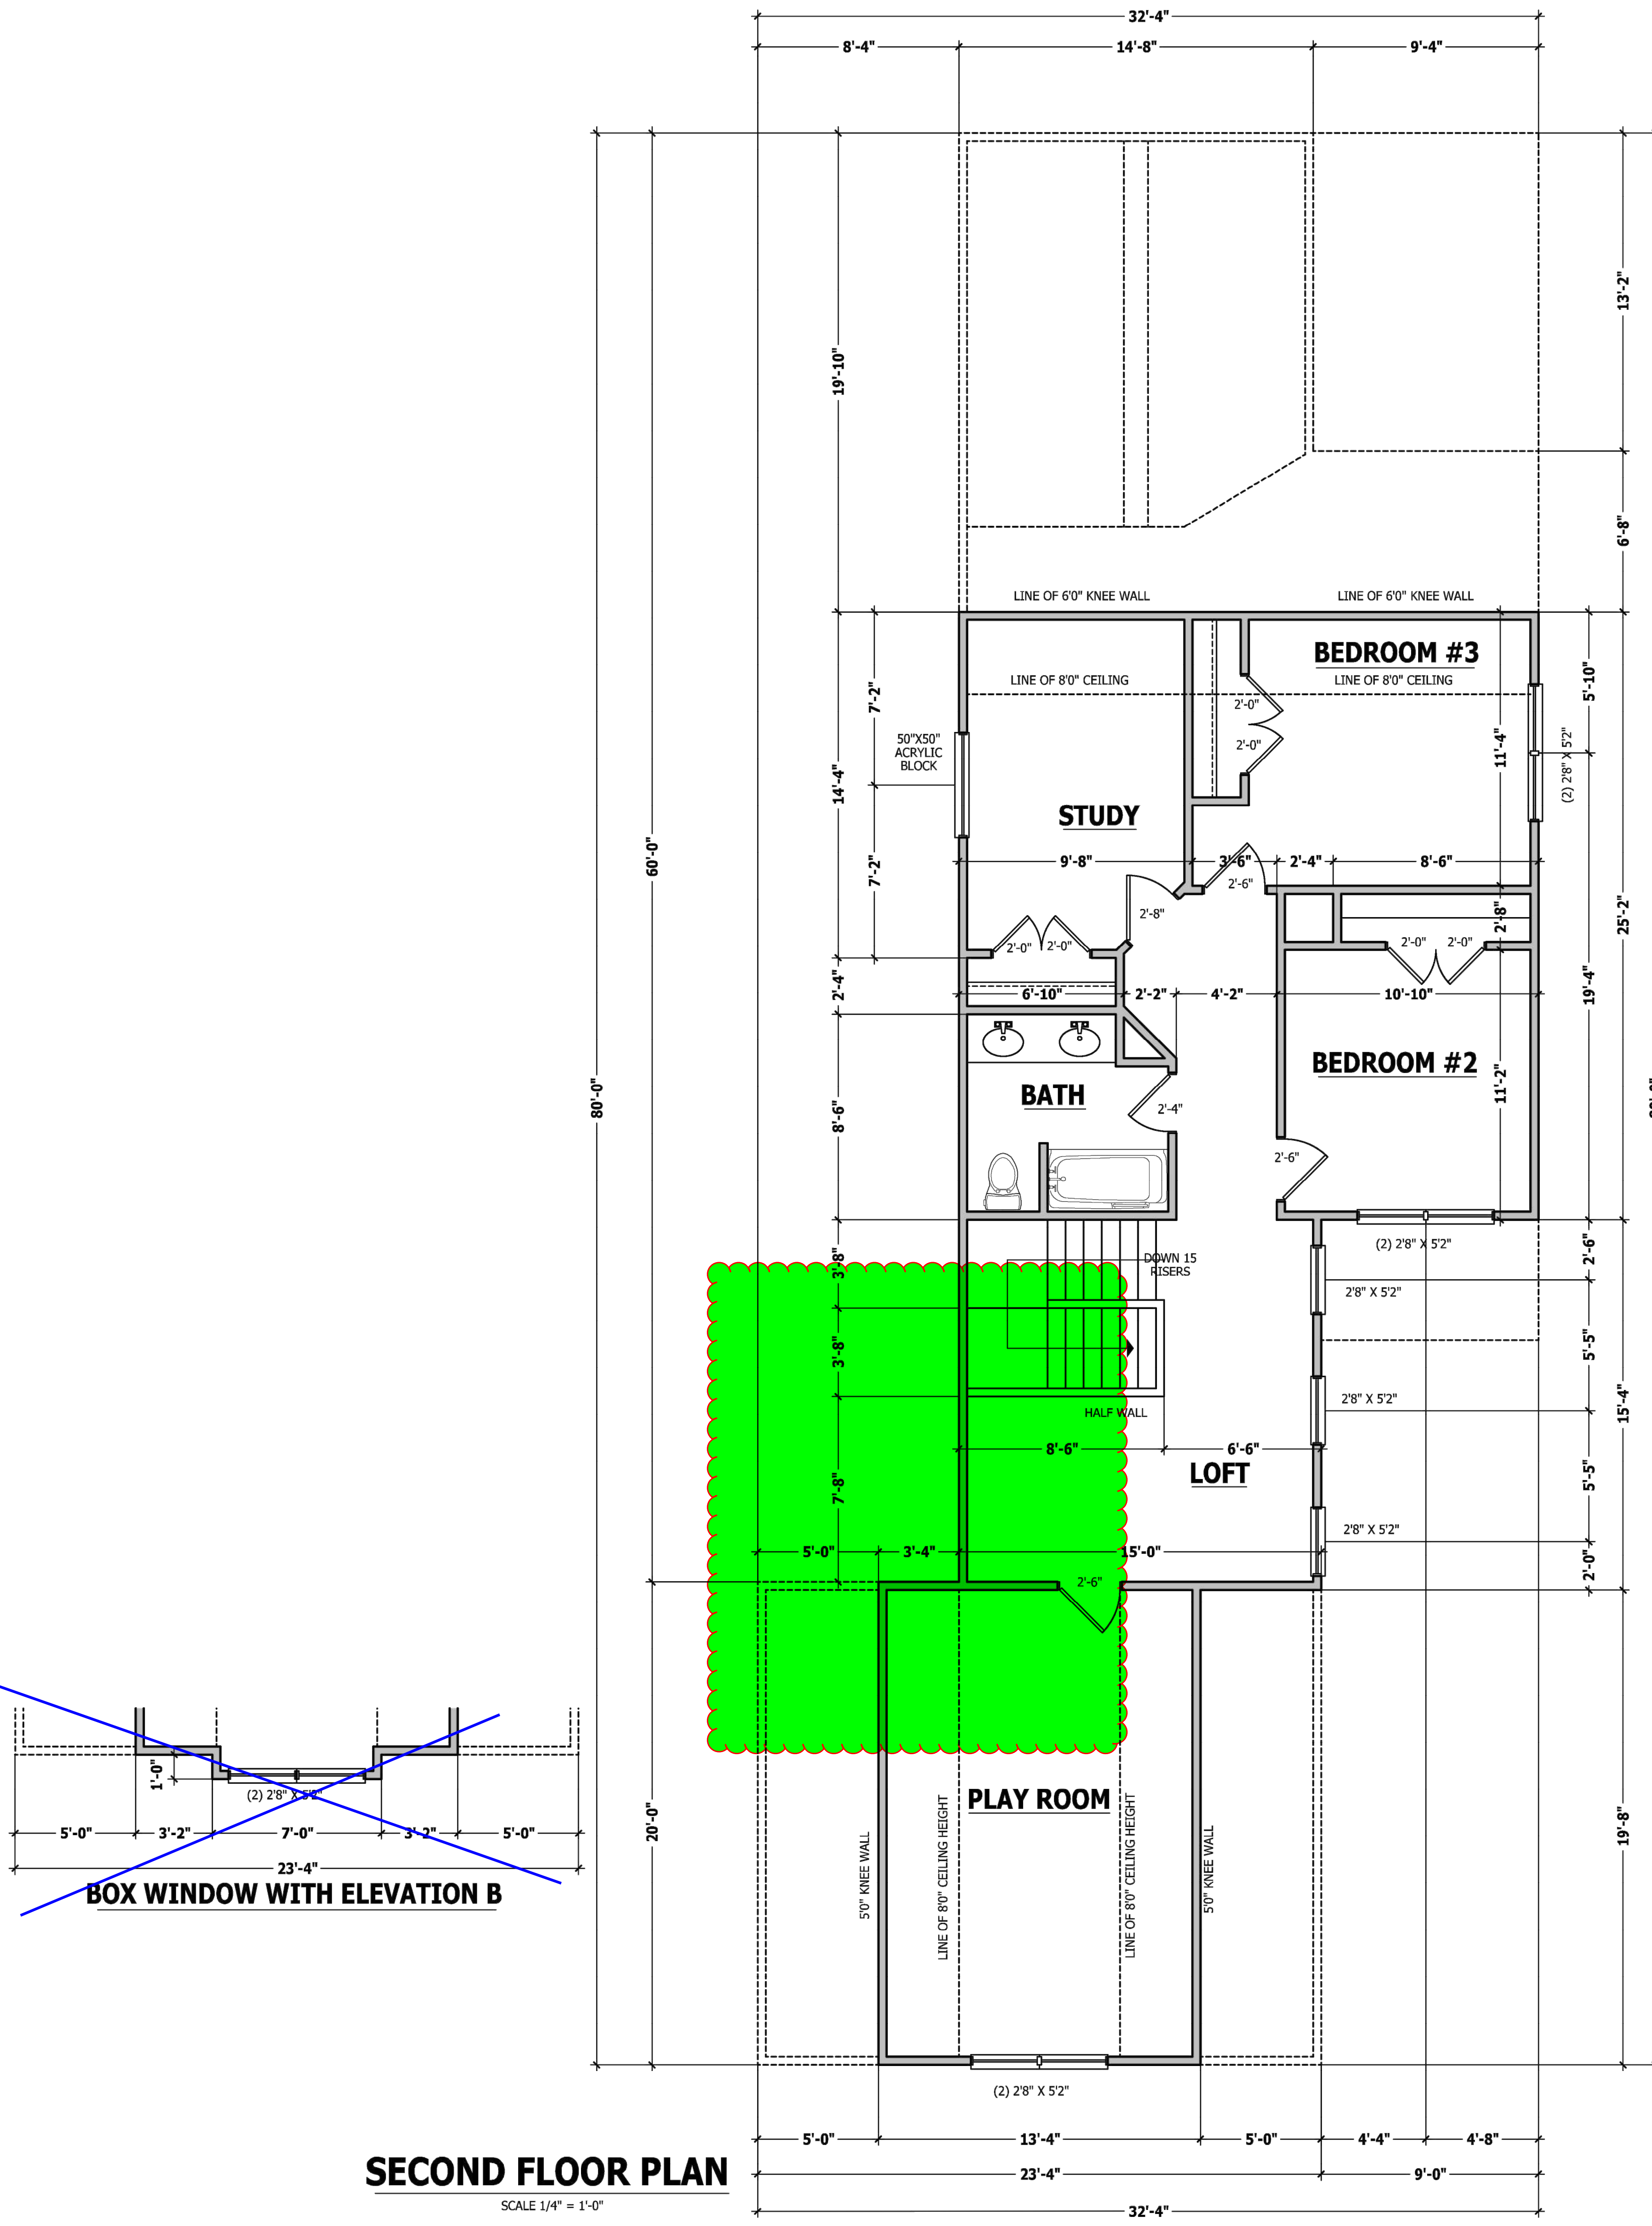 32'-4"
8'-4" 14'-8" 9'-4"
13'-2"
19'-10"
6'-8"
LINE OF 6'0" KNEE WALL LINE OF 6'0" KNEE WALL
BEDROOM #3
LINE OF 8'0" CEILING LINE OF 8'0" CEILING
5'-10"
7'-2"
2'-0"
50"X50"
ACRYLIC
BLOCK
2'-0"
11'-4"
(2) 2'8" X 5'2"
14'-4"
STUDY
60'-0"
7'-2"
9'-8" 3'-6" 2'-4" 8'-6"
2'-6"
2'-8"
2'-8"
25'-2"
2'-0" 2'-0"
2'-0" 2'-0"
2'-4"
6'-10" 2'-2" 4'-2" 10'-10"
19'-4"
BEDROOM #2
80'-0"
BATH
11'-2"
8'-6"
2'-4"
2'-6"
(2) 2'8" X 5'2"
2'-6"
3'-8"
DOWN 15
RISERS
2'8" X 5'2"
3'-8"
5'-5"
2'8" X 5'2"
15'-4"
HALF WALL
8'-6" 6'-6"
LOFT
7'-8"
5'-5"
2'8" X 5'2"
5'-0" 3'-4" 15'-0"
2'-0"
2'-6"
PLAY ROOM
1'-0"
(2) 2'8" X 5'2"
5'-0" 3'-2" 7'-0" 3'-2" 5'-0"
23'-4"
BOX WINDOW WITH ELEVATION B
20'-0"
5'0" KNEE WALL
LINE OF 8'0" CEILING HEIGHT
LINE OF 8'0" CEILING HEIGHT
5'0" KNEE WALL
19'-8"
(2) 2'8" X 5'2"
5'-0" 13'-4" 5'-0" 4'-4" 4'-8"
23'-4" 9'-0"
32'-4"
SECOND FLOOR PLAN
SCALE 1/4" = 1'-0"